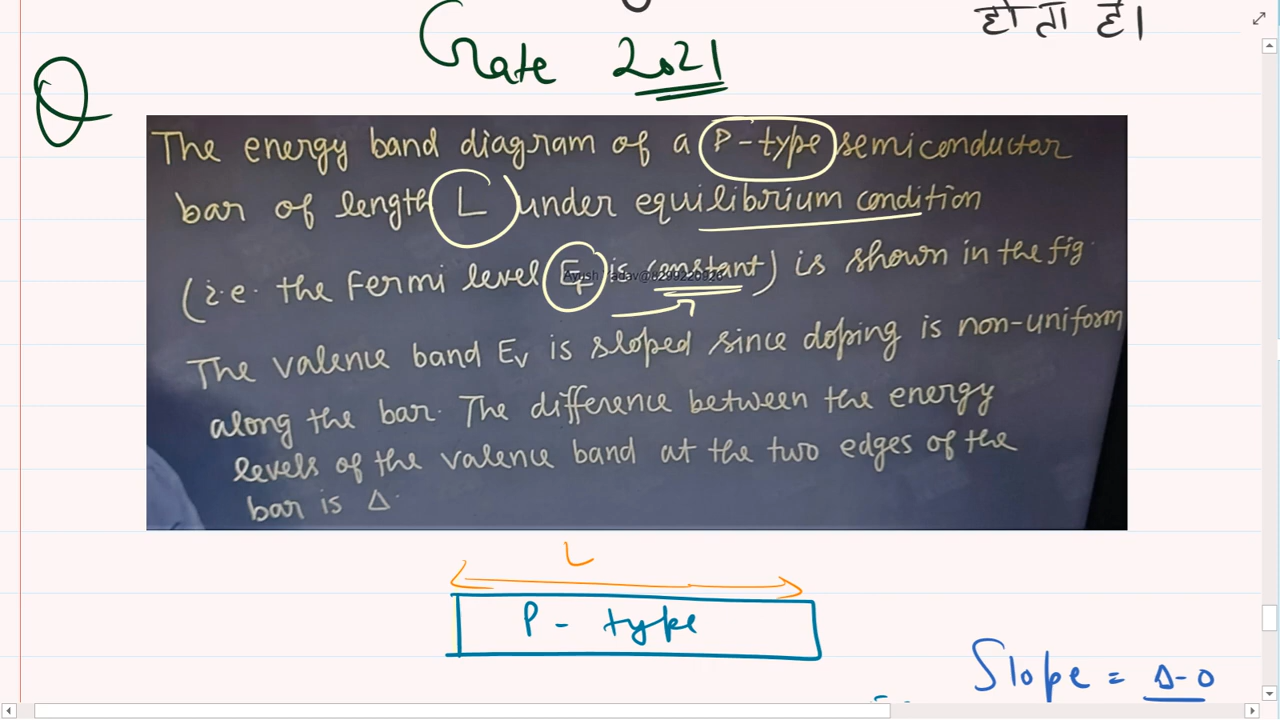 होता है।
Gate 2021
Q
The energy band diagram of a P-type semiconductor
bar of length L under equilibrium condition
(i.e. the Fermi level EF is constant) is shown in the fig.
Ayush Yadav@8299220926
The valence band Ev is sloped since doping is non-uniform
along the bar. The difference between the energy
levels of the valence band at the two edges of the
bar is Δ.
L
P - type
Slope = Δ-0